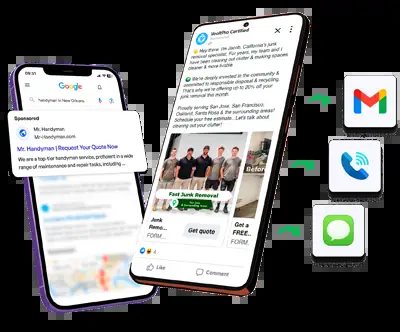 09:31
Google
handyman in New Orleans
Sponsored
Mr. Handyman
Mr-Handyman.com
Mr. Handyman | Request Your Quote Now
We are a top-tier handyman service, proficient in a wide
range of maintenance and repair tasks, including ...
Certified
Hey there. I'm Jacob, California's junk
removal specialist. For years, my team and I
have been clearing out clutter & making spaces
cleaner & more livable
We're deeply invested in the community &
committed to responsible disposal & recycling.
That's why we're offering up to 20% off your
junk removal this month.
Proudly serving San Jose, San Francisco,
Oakland, Santa Rosa & the surrounding
areas! Schedule your free estimate.. Let's talk about
clearing out your clutter!
Before
Fast Junk Removal
& Surrounding Areas
Junk
Remo...
FORM.
Get quote
Get a
FREE...
FORM.
4
Like
Comment